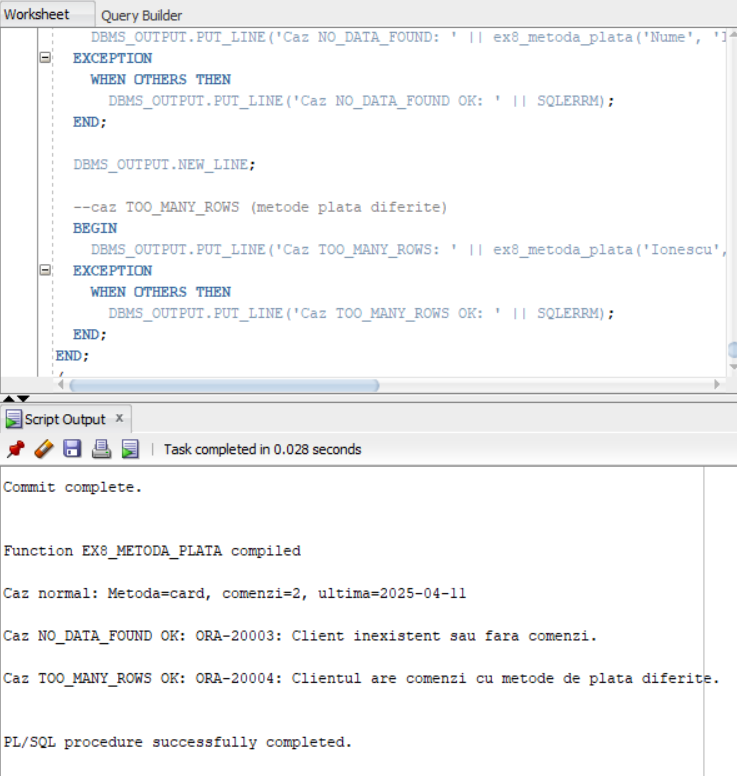 Worksheet Query Builder
DBMS_OUTPUT.PUT_LINE('Caz NO_DATA_FOUND: ' || ex8_metoda_plata('Nume', '
EXCEPTION
WHEN OTHERS THEN
DBMS_OUTPUT.PUT_LINE('Caz NO_DATA_FOUND OK: ' || SQLERRM);
END;
DBMS_OUTPUT.NEW_LINE;
--caz TOO_MANY_ROWS (metode plata diferite)
BEGIN
DBMS_OUTPUT.PUT_LINE('Caz TOO_MANY_ROWS: ' || ex8_metoda_plata('Ionescu',
EXCEPTION
WHEN OTHERS THEN
DBMS_OUTPUT.PUT_LINE('Caz TOO_MANY_ROWS OK: ' || SQLERRM);
END;
END;
/
Script Output x
Task completed in 0.028 seconds
Commit complete.
Function EX8_METODA_PLATA compiled
Caz normal: Metoda=card, comenzi=2, ultima=2025-04-11
Caz NO_DATA_FOUND OK: ORA-20003: Client inexistent sau fara comenzi.
Caz TOO_MANY_ROWS OK: ORA-20004: Clientul are comenzi cu metode de plata diferite.
PL/SQL procedure successfully completed.